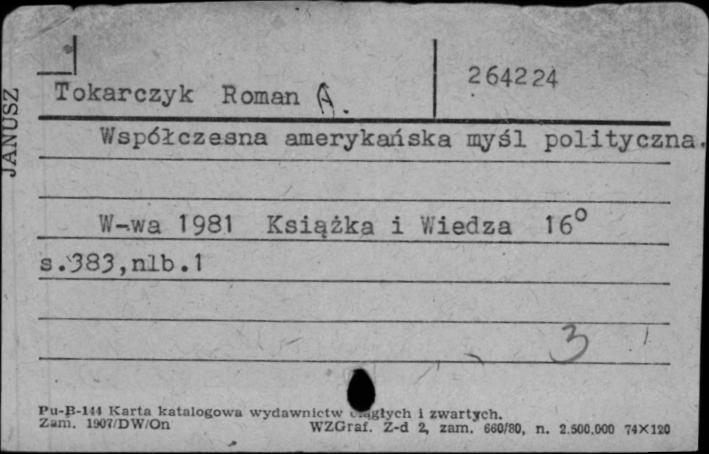 264224
Tokarczyk Roman A.
Współczesna amerykańska myśl polityczna.
W-wa 1981 Książka i Wiedza 16°
s.383,nlb.1
3
Pu-B-144 Karta katalogowa wydawnictw ciągłych i zwartych.
Zam. 1907/DW/On WZGraf. Z-d 2, zam. 660/80, n. 2.500.000 74×120
JANUSZ